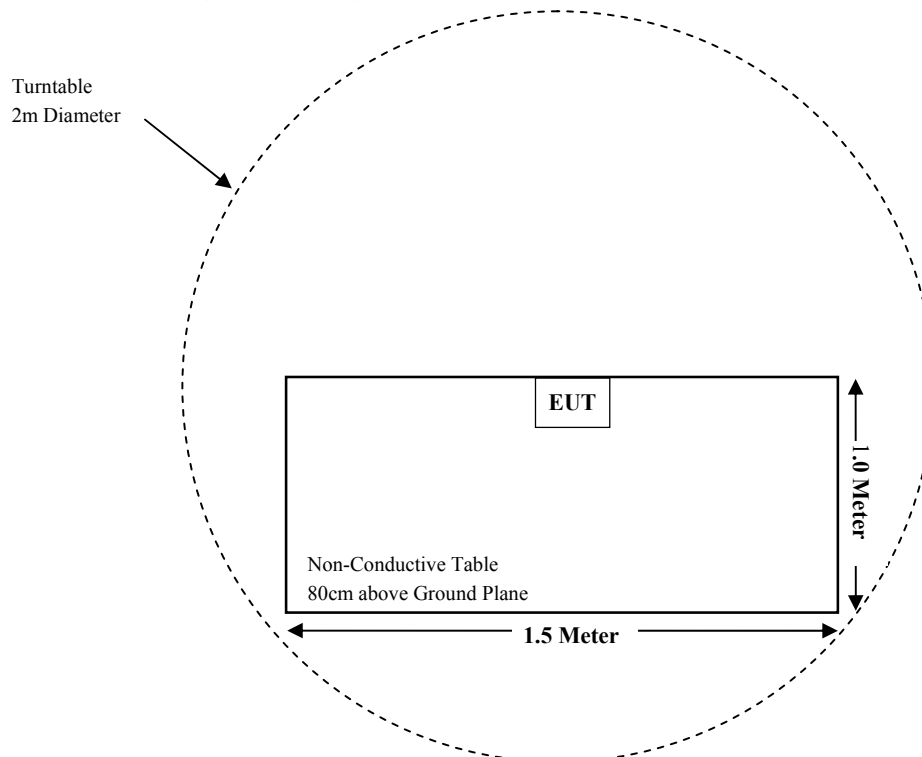 Turntable
2m Diameter
EUT
1.0 Meter
Non-Conductive Table
80cm above Ground Plane
1.5 Meter